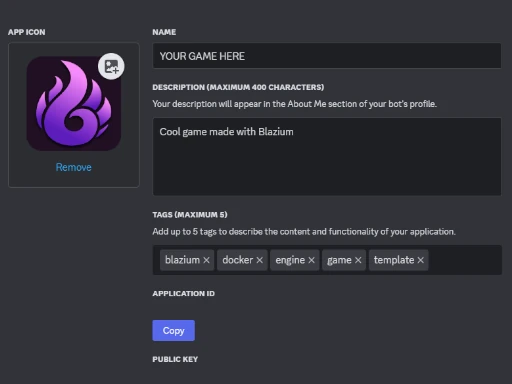 APP ICON
NAME
YOUR GAME HERE
Remove
DESCRIPTION (MAXIMUM 400 CHARACTERS)
Your description will appear in the About Me section of your bot's profile.
Cool game made with Blazium
TAGS (MAXIMUM 5)
Add up to 5 tags to describe the content and functionality of your application.
blazium × docker × engine × game × template ×
APPLICATION ID
Copy
PUBLIC KEY